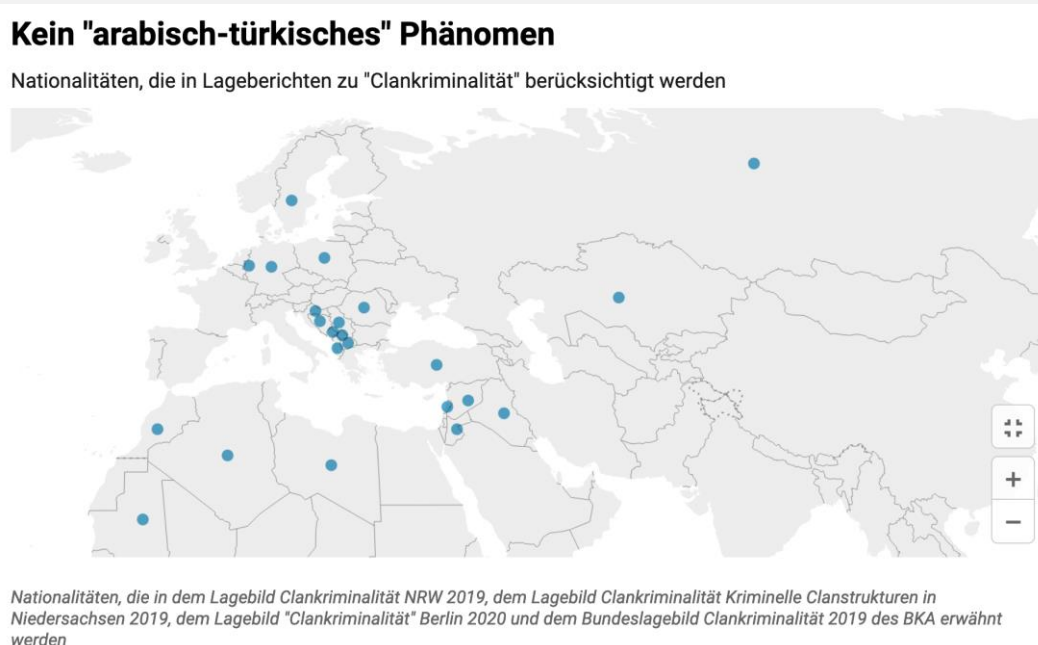 Kein "arabisch-türkisches" Phänomen
Nationalitäten, die in Lageberichten zu "Clankriminalität" berücksichtigt werden
+
−
Nationalitäten, die in dem Lagebild Clankriminalität NRW 2019, dem Lagebild Clankriminalität Kriminelle Clanstrukturen in
Niedersachsen 2019, dem Lagebild "Clankriminalität" Berlin 2020 und dem Bundeslagebild Clankriminalität 2019 des BKA erwähnt
werden